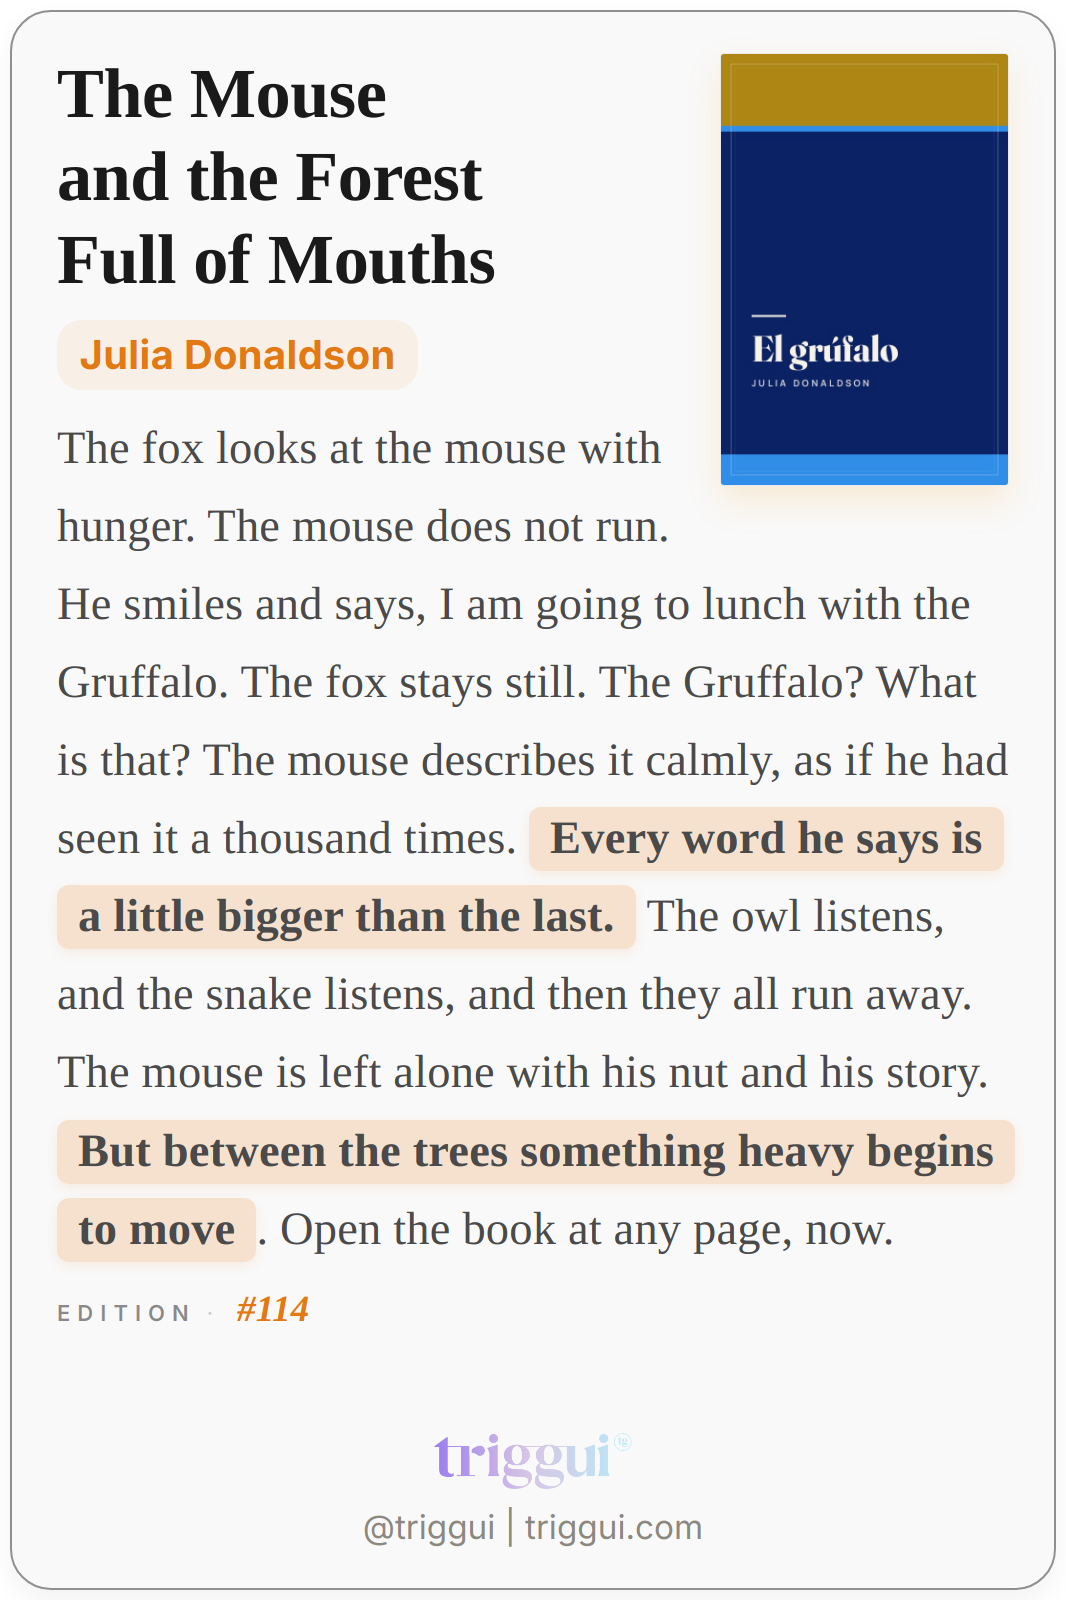 The Mouse
and the Forest
Full of Mouths
Julia Donaldson
El grúfalo
JULIA DONALDSON
The fox looks at the mouse with
hunger. The mouse does not run.
He smiles and says, I am going to lunch with the
Gruffalo. The fox stays still. The Gruffalo? What
is that? The mouse describes it calmly, as if he had
seen it a thousand times. Every word he says is
a little bigger than the last. The owl listens,
and the snake listens, and then they all run away.
The mouse is left alone with his nut and his story.
But between the trees something heavy begins
to move. Open the book at any page, now.
EDITION · #114
triggui tg
@triggui | triggui.com